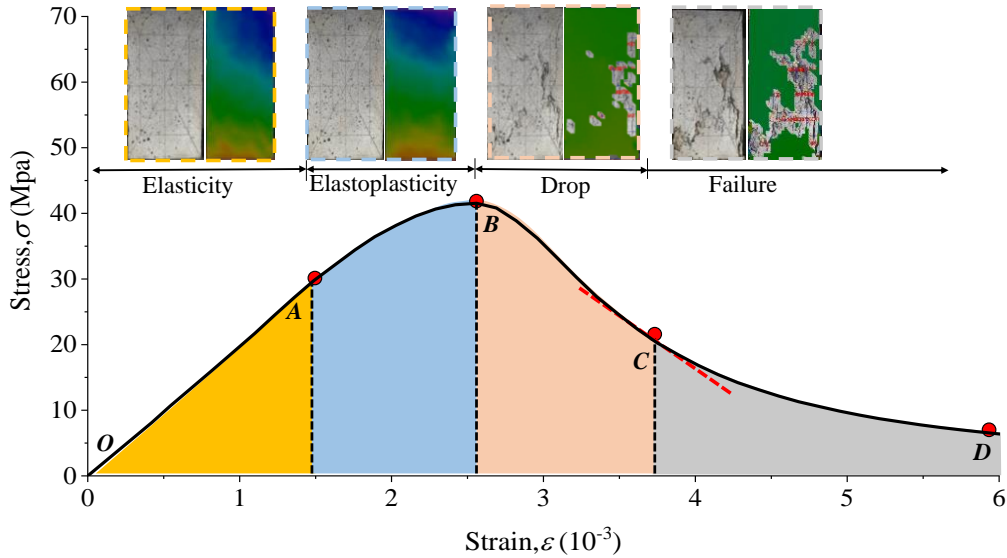 70
60
50
40
30
20
10
0
Stress,σ (Mpa)
Elasticity
Elastoplasticity
Drop
Failure
O
A
B
C
D
0
1
2
3
4
5
6
Strain,ε (10⁻³)